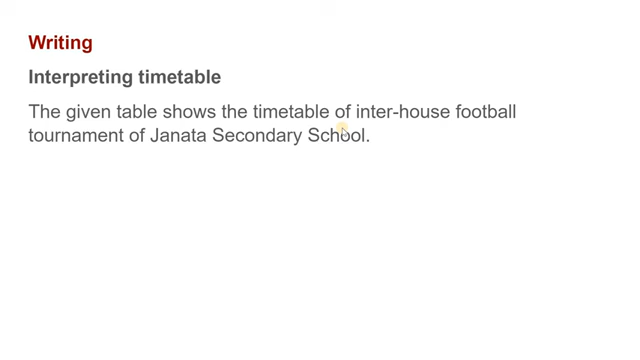 Writing
Interpreting timetable
The given table shows the timetable of inter-house football
tournament of Janata Secondary School.